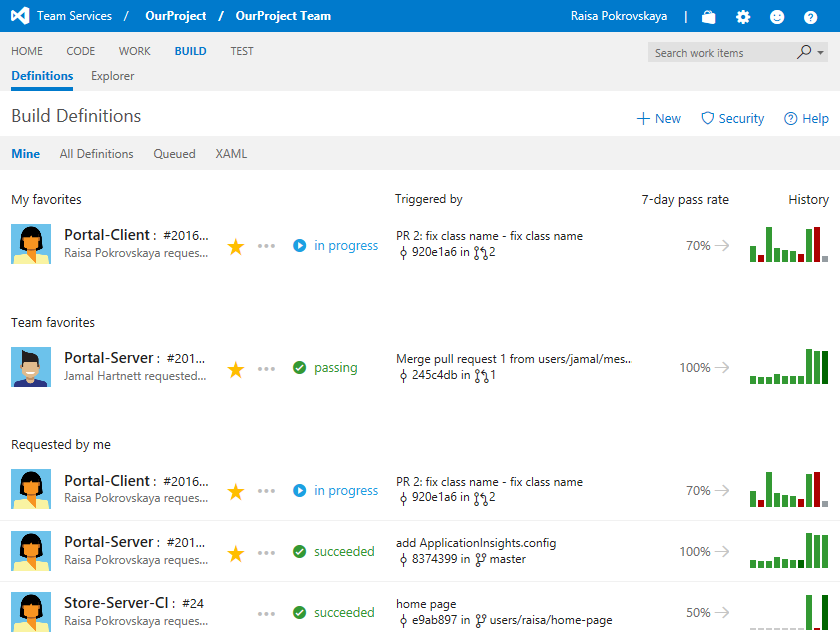 Team Services / OurProject / OurProject Team Raisa Pokrovskaya | ?
HOME CODE WORK BUILD TEST Search work items
Definitions Explorer
Build Definitions + New Security ? Help
Mine All Definitions Queued XAML
My favorites Triggered by 7-day pass rate History
Portal-Client : #2016... in progress PR 2: fix class name - fix class name 70%
Raisa Pokrovskaya reques... 920e1a6 in 2
Team favorites
Portal-Server : #201... passing Merge pull request 1 from users/jamal/mes... 100%
Jamal Hartnett requested... 245c4db in 1
Requested by me
Portal-Client : #2016... in progress PR 2: fix class name - fix class name 70%
Raisa Pokrovskaya reques... 920e1a6 in 2
Portal-Server : #201... succeeded add ApplicationInsights.config 100%
Raisa Pokrovskaya reques... 8374399 in master
Store-Server-CI : #24 succeeded home page 50%
Raisa Pokrovskaya reques... e9ab897 in users/raisa/home-page